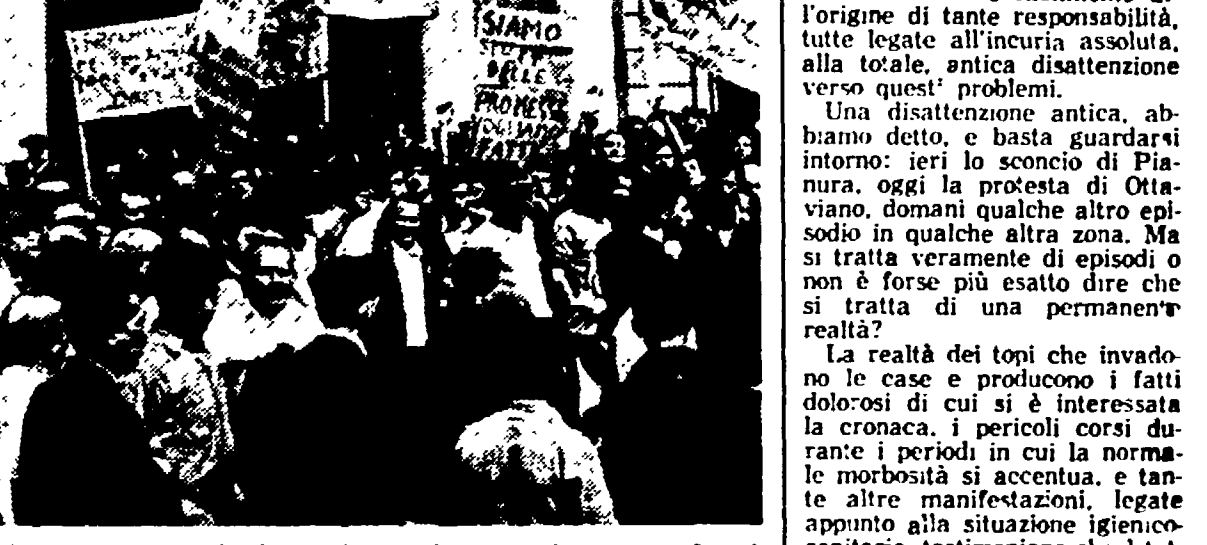 SIAMO
STUFI
DELLE
PROMESSE
VOGLIAMO
FATTI
l'origine di tante responsabilità,
tutte legate all'incuria assoluta,
alla totale, antica disattenzione
verso questi problemi.
Una disattenzione antica, ab-
biamo detto, e basta guardarsi
intorno: ieri lo sconcio di Pia-
nura, oggi la protesta di Otta-
viano, domani qualche altro epi-
sodio in qualche altra zona. Ma
si tratta veramente di episodi o
non è forse più esatto dire che
si tratta di una permanente
realtà?
La realtà dei topi che invado-
no le case e producono i fatti
dolorosi di cui si è interessata
la cronaca, i pericoli corsi du-
rante i periodi in cui la norma-
le morbosità si accentua, e tan-
te altre manifestazioni, legate
appunto alla situazione igienico-